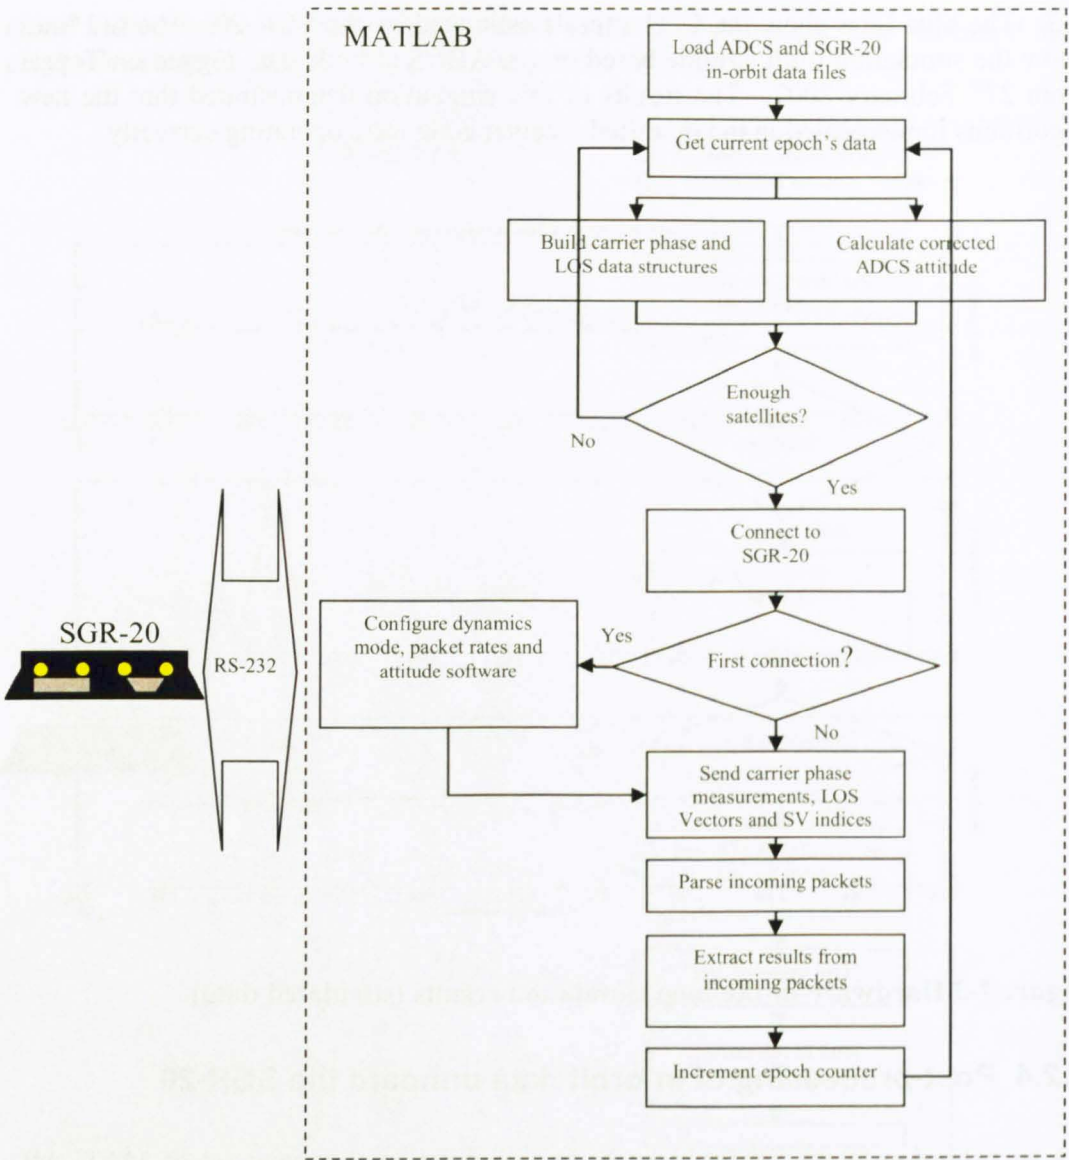 MATLAB
Load ADCS and SGR-20
in-orbit data files
Get current epoch's data
Build carrier phase and
LOS data structures
Calculate corrected
ADCS attitude
Enough
satellites?
No
Yes
Connect to
SGR-20
First connection?
Yes
No
Configure dynamics
mode, packet rates and
attitude software
SGR-20
RS-232
Send carrier phase
measurements, LOS
Vectors and SV indices
Parse incoming packets
Extract results from
incoming packets
Increment epoch counter